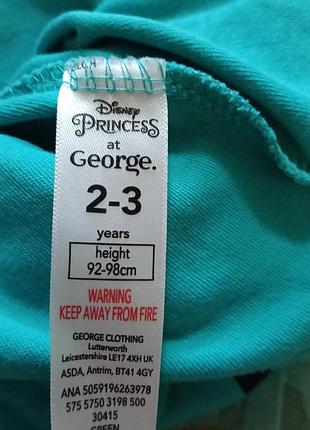 Disney
PRINCESS
at
George.
2-3
years
height
92-98cm
WARNING
KEEP AWAY FROM FIRE
GEORGE CLOTHING
Lutterworth
Leicestershire LE17 4XH UK
ASDA, Antrim, BT41 4GY
ANA 5059196263978
575 5750 3198 500
30415
GREEN